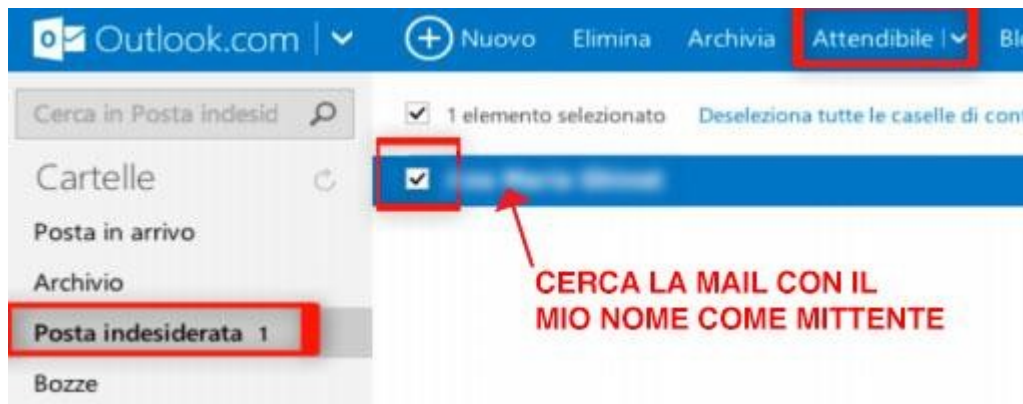 Outlook.com
Nuovo Elimina Archivia Attendibile
Cerca in Posta indesid
1 elemento selezionato Deseleziona tutte le caselle di
Cartelle
Posta in arrivo
Archivio
Posta indesiderata 1
Bozze
CERCA LA MAIL CON IL
MIO NOME COME MITTENTE